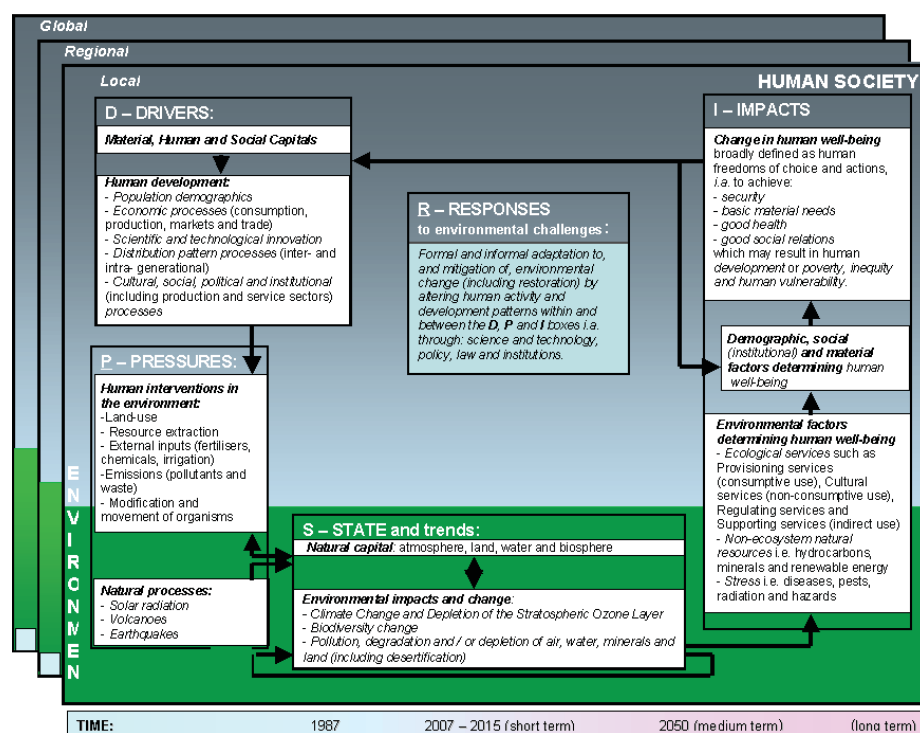 Global
Regional
Local
HUMAN SOCIETY
D – DRIVERS:
Material, Human and Social Capitals
Human development:
- Population demographics
- Economic processes (consumption,
production, markets and trade)
- Scientific and technological innovation
- Distribution pattern processes (inter- and
intra- generational)
- Cultural, social, political and institutional
(including production and service sectors)
processes
P – PRESSURES:
Human interventions in
the environment:
-Land-use
- Resource extraction
- External inputs (fertilisers,
chemicals, irrigation)
-Emissions (pollutants and
waste)
- Modification and
movement of organisms
Natural processes:
- Solar radiation
- Volcanoes
- Earthquakes
ENVIRONMEN
R – RESPONSES
to environmental challenges:
Formal and informal adaptation to,
and mitigation of, environmental
change (including restoration) by
altering human activity and
development patterns within and
between the D, P and I boxes i.a.
through: science and technology,
policy, law and institutions.
S – STATE and trends:
Natural capital: atmosphere, land, water and biosphere
Environmental impacts and change:
- Climate Change and Depletion of the Stratospheric Ozone Layer
- Biodiversity change
- Pollution, degradation and / or depletion of air, water, minerals and
land (including desertification)
I – IMPACTS
Change in human well-being
broadly defined as human
freedoms of choice and actions,
i.a. to achieve:
- security
- basic material needs
- good health
- good social relations
which may result in human
development or poverty, inequity
and human vulnerability.
Demographic, social
(institutional) and material
factors determining human
well-being
Environmental factors
determining human well-being
- Ecological services such as
Provisioning services
(consumptive use), Cultural
services (non-consumptive use),
Regulating services and
Supporting services (indirect use)
- Non-ecosystem natural
resources i.e. hydrocarbons,
minerals and renewable energy
- Stress i.e. diseases, pests,
radiation and hazards
TIME: 1987 2007 – 2015 (short term) 2050 (medium term) (long term)